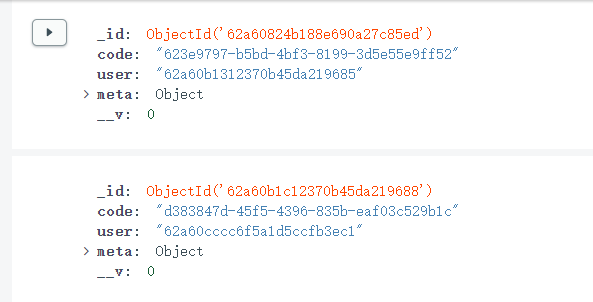 _id: ObjectId('62a60824b188e690a27c85ed')
code: "623e9797-b5bd-4bf3-8199-3d5e55e9ff52"
user: "62a60b1312370b45da219685"
meta: Object
__v: 0
_id: ObjectId('62a60b1c12370b45da219688')
code: "d383847d-45f5-4396-835b-eaf03c529b1c"
user: "62a60cccc6f5a1d5ccfb3ec1"
meta: Object
__v: 0